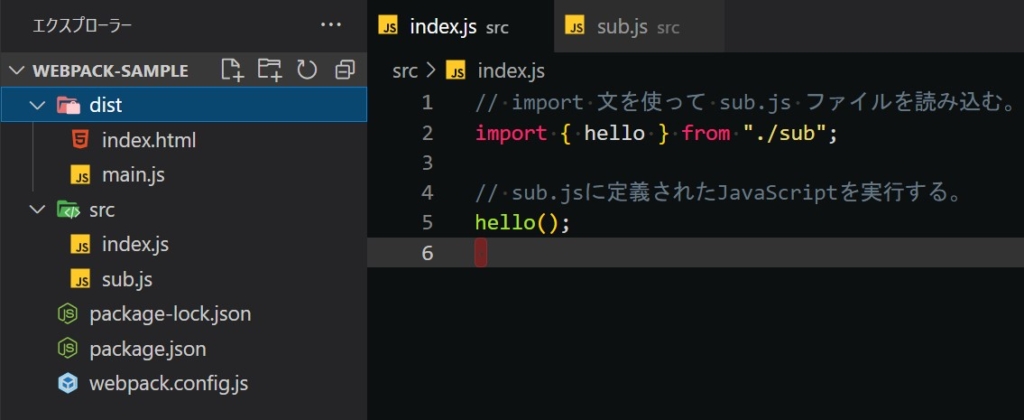 エクスプローラー
WEBPACK-SAMPLE
dist
index.html
JS main.js
src
JS index.js
JS sub.js
package-lock.json
package.json
webpack.config.js
JS index.js src
JS sub.js src
src > JS index.js
1 // import 文を使って sub.js ファイルを読み込む。
2 import { hello } from "./sub";
3
4 // sub.jsに定義されたJavaScriptを実行する。
5 hello();
6